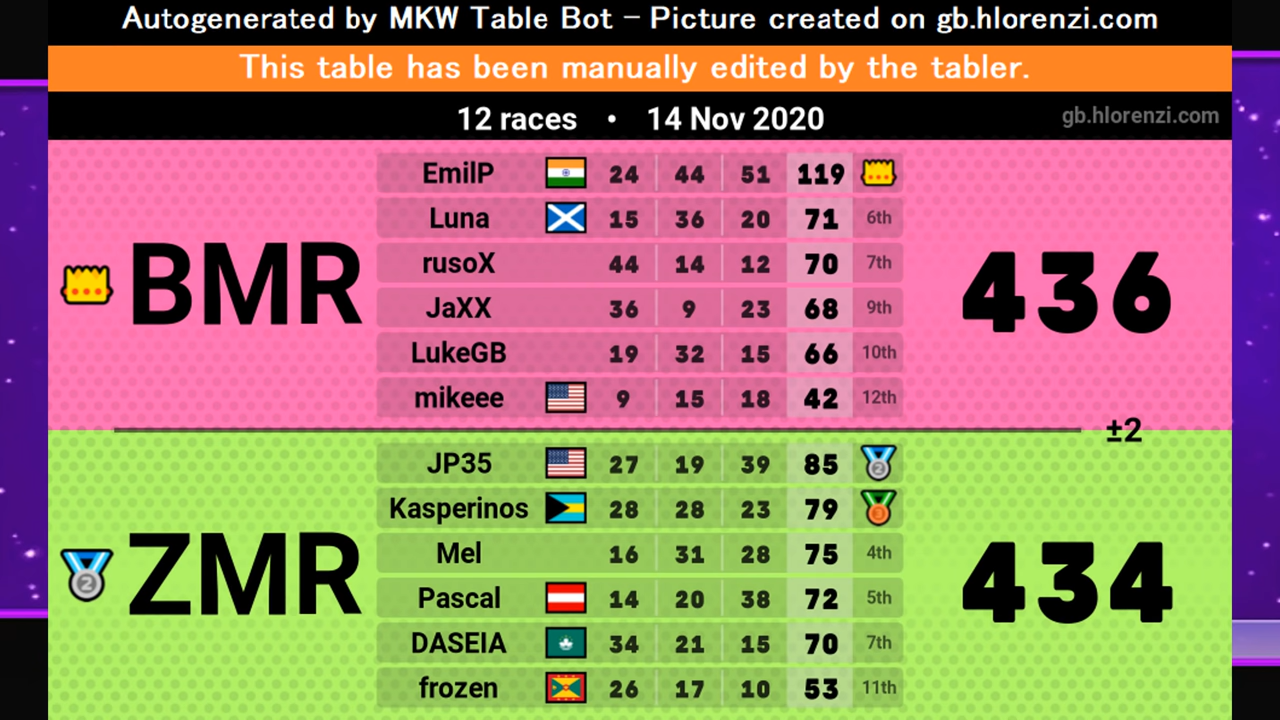 Autogenerated by MKW Table Bot – Picture created on gb.hlorenzi.com
This table has been manually edited by the tabler.
12 races • 14 Nov 2020 gb.hlorenzi.com
BMR
EmilP 24 44 51 119
Luna 15 36 20 71 6th
rusoX 44 14 12 70 7th
JaXX 36 9 23 68 9th
LukeGB 19 32 15 66 10th
mikeee 9 15 18 42 12th
436
±2
ZMR
JP35 27 19 39 85 2
Kasperinos 28 28 23 79 3
Mel 16 31 28 75 4th
Pascal 14 20 38 72 5th
DASEIA 34 21 15 70 7th
frozen 26 17 10 53 11th
2
434